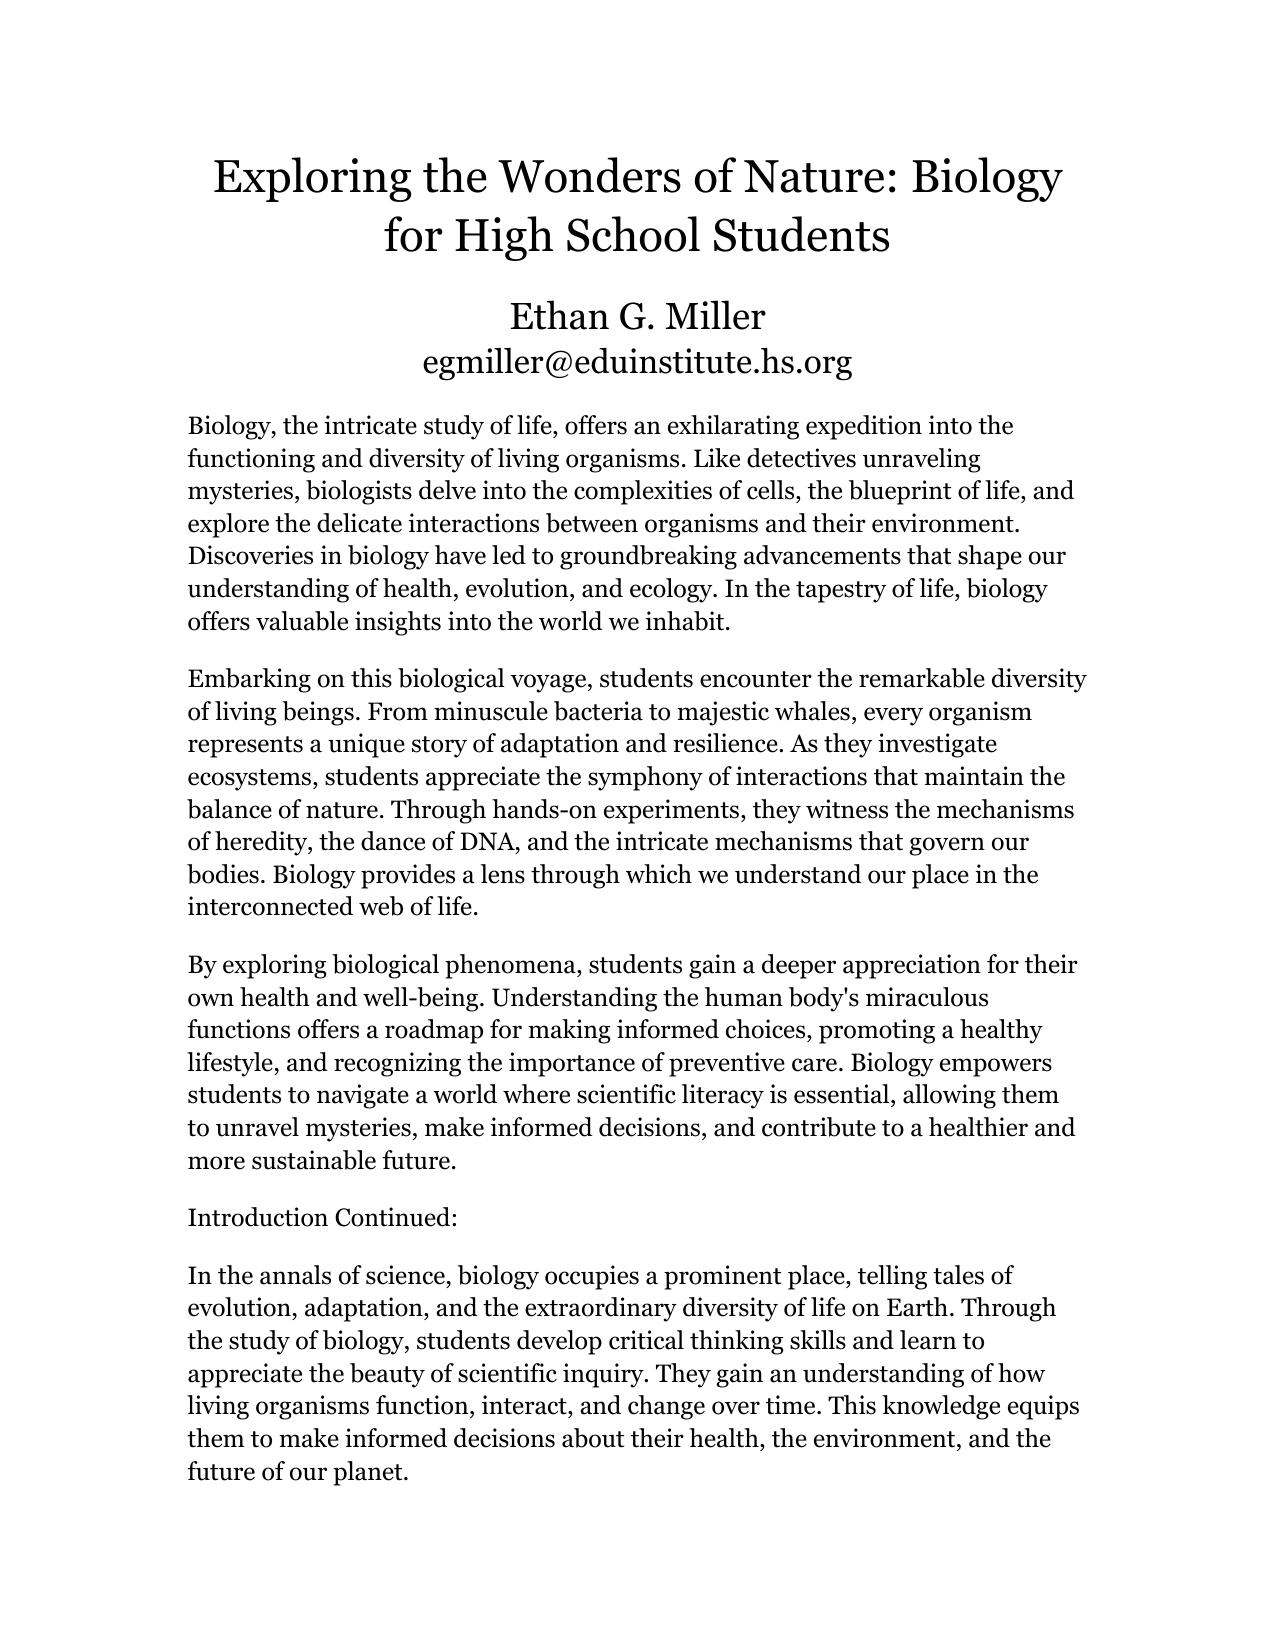 Exploring the Wonders of Nature: Biology
for High School Students
Ethan G. Miller
egmiller@eduinstitute.hs.org
Biology, the intricate study of life, offers an exhilarating expedition into the
functioning and diversity of living organisms. Like detectives unraveling
mysteries, biologists delve into the complexities of cells, the blueprint of life, and
explore the delicate interactions between organisms and their environment.
Discoveries in biology have led to groundbreaking advancements that shape our
understanding of health, evolution, and ecology. In the tapestry of life, biology
offers valuable insights into the world we inhabit.
Embarking on this biological voyage, students encounter the remarkable diversity
of living beings. From minuscule bacteria to majestic whales, every organism
represents a unique story of adaptation and resilience. As they investigate
ecosystems, students appreciate the symphony of interactions that maintain the
balance of nature. Through hands-on experiments, they witness the mechanisms
of heredity, the dance of DNA, and the intricate mechanisms that govern our
bodies. Biology provides a lens through which we understand our place in the
interconnected web of life.
By exploring biological phenomena, students gain a deeper appreciation for their
own health and well-being. Understanding the human body's miraculous
functions offers a roadmap for making informed choices, promoting a healthy
lifestyle, and recognizing the importance of preventive care. Biology empowers
students to navigate a world where scientific literacy is essential, allowing them
to unravel mysteries, make informed decisions, and contribute to a healthier and
more sustainable future.
Introduction Continued:
In the annals of science, biology occupies a prominent place, telling tales of
evolution, adaptation, and the extraordinary diversity of life on Earth. Through
the study of biology, students develop critical thinking skills and learn to
appreciate the beauty of scientific inquiry. They gain an understanding of how
living organisms function, interact, and change over time. This knowledge equips
them to make informed decisions about their health, the environment, and the
future of our planet.